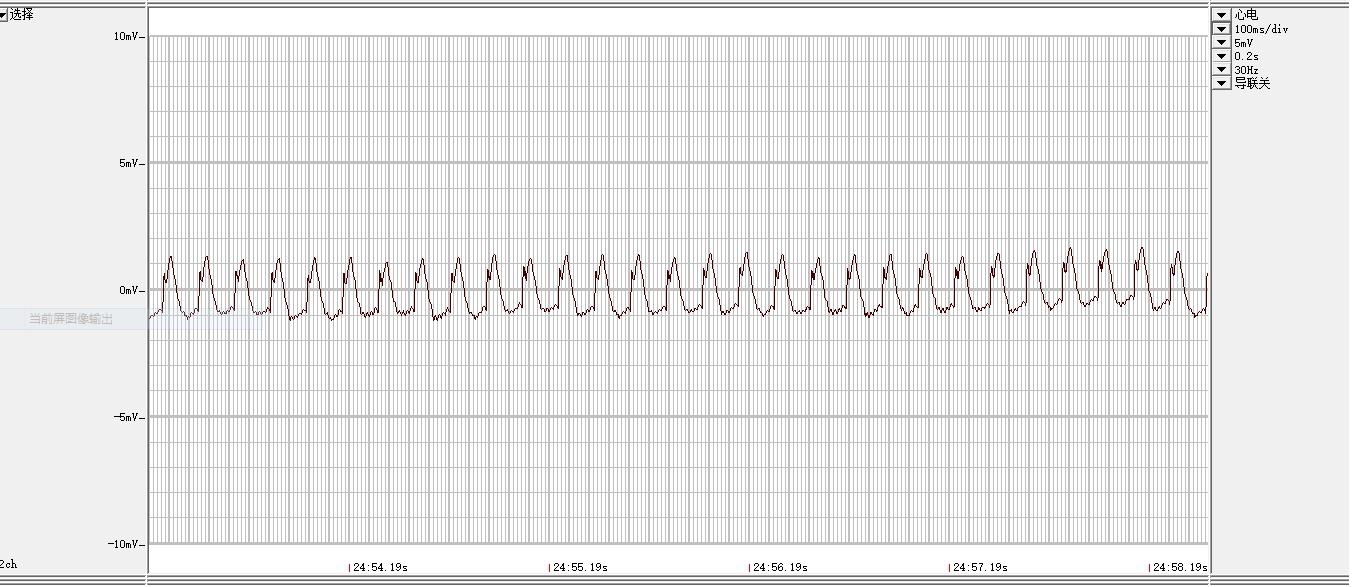 选择
心电
100ms/div
5mV
0.2s
30Hz
导联关
10mV
5mV
0mV
当前屏图像输出
-5mV
-10mV
2ch
24:54.19s
24:55.19s
24:56.19s
24:57.19s
24:58.19s